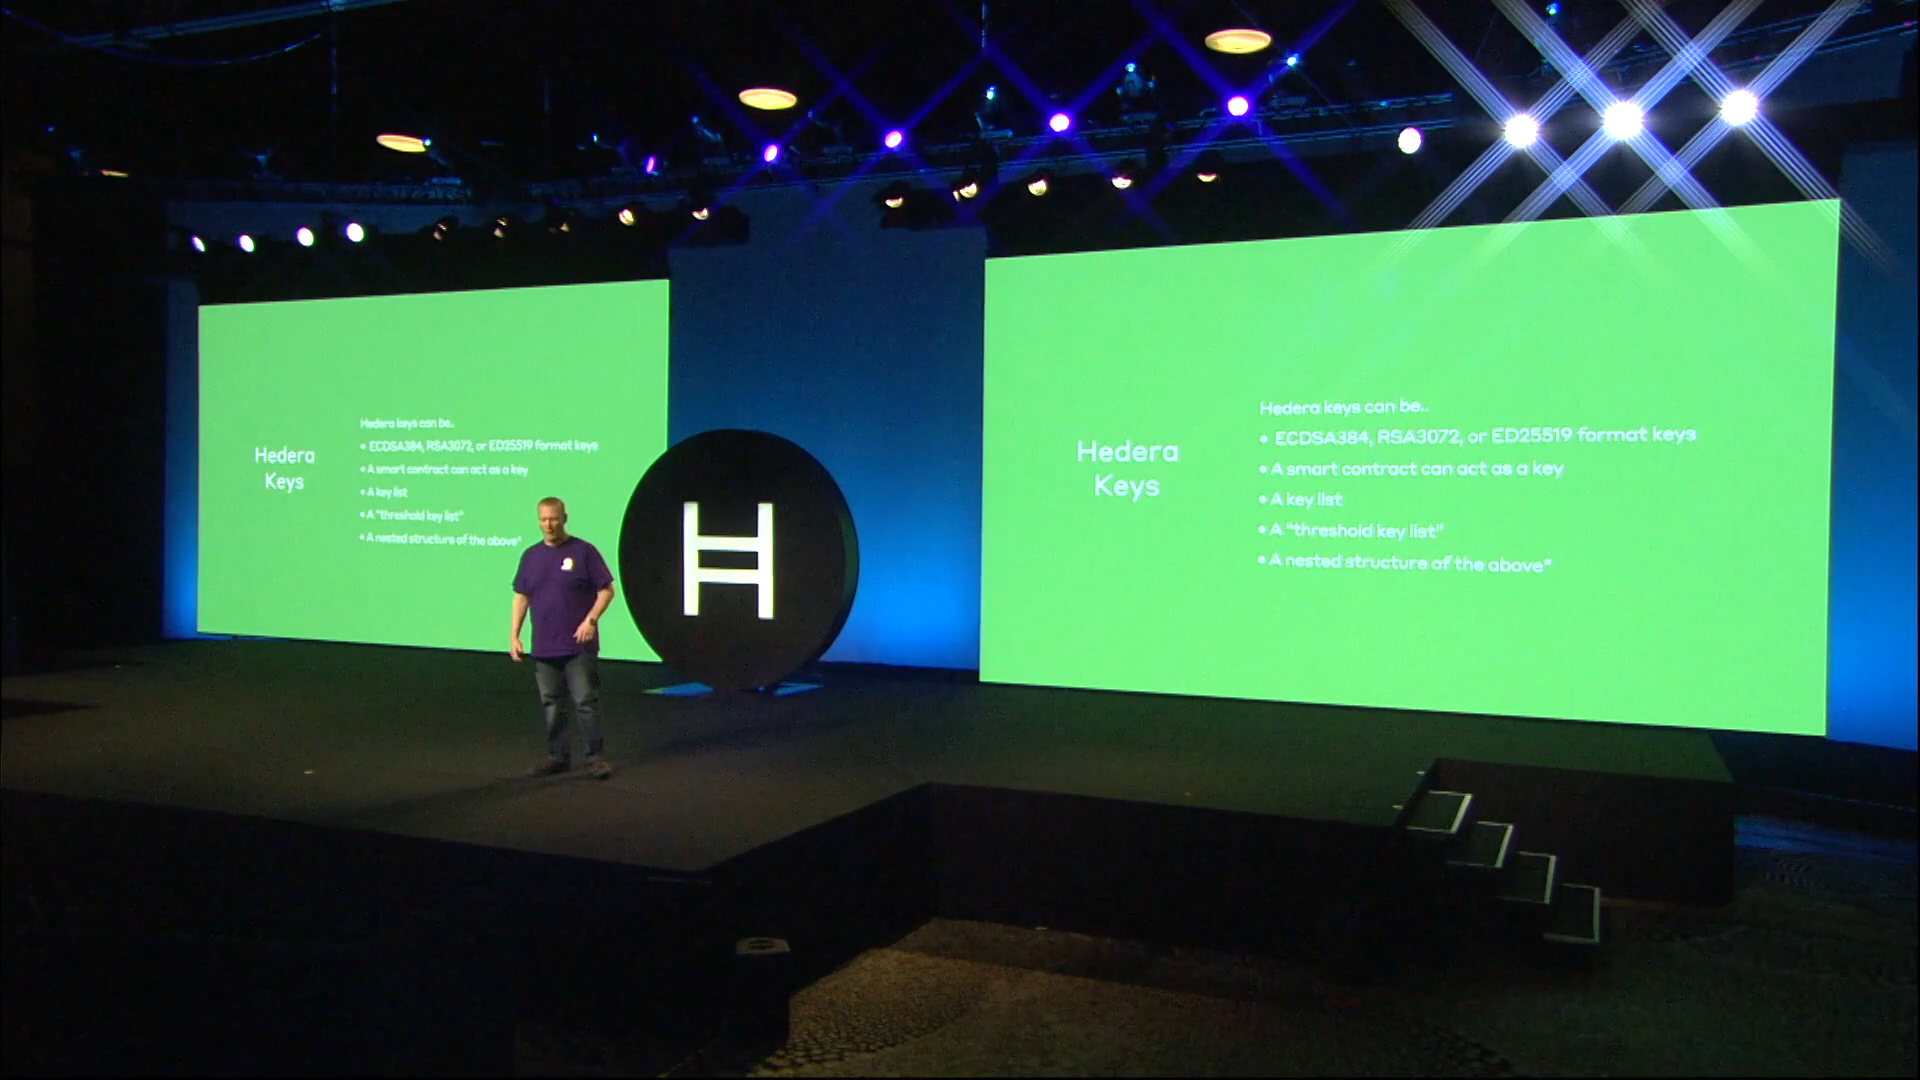 Hedera
Keys
Hedera keys can be..
• ECDSA384, RSA3072, or ED25519 format keys
• A smart contract can act as a key
• A key list
• A "threshold key list"
• A nested structure of the above*
H
Hedera
Keys
Hedera keys can be..
• ECDSA384, RSA3072, or ED25519 format keys
• A smart contract can act as a key
• A key list
• A "threshold key list"
• A nested structure of the above*